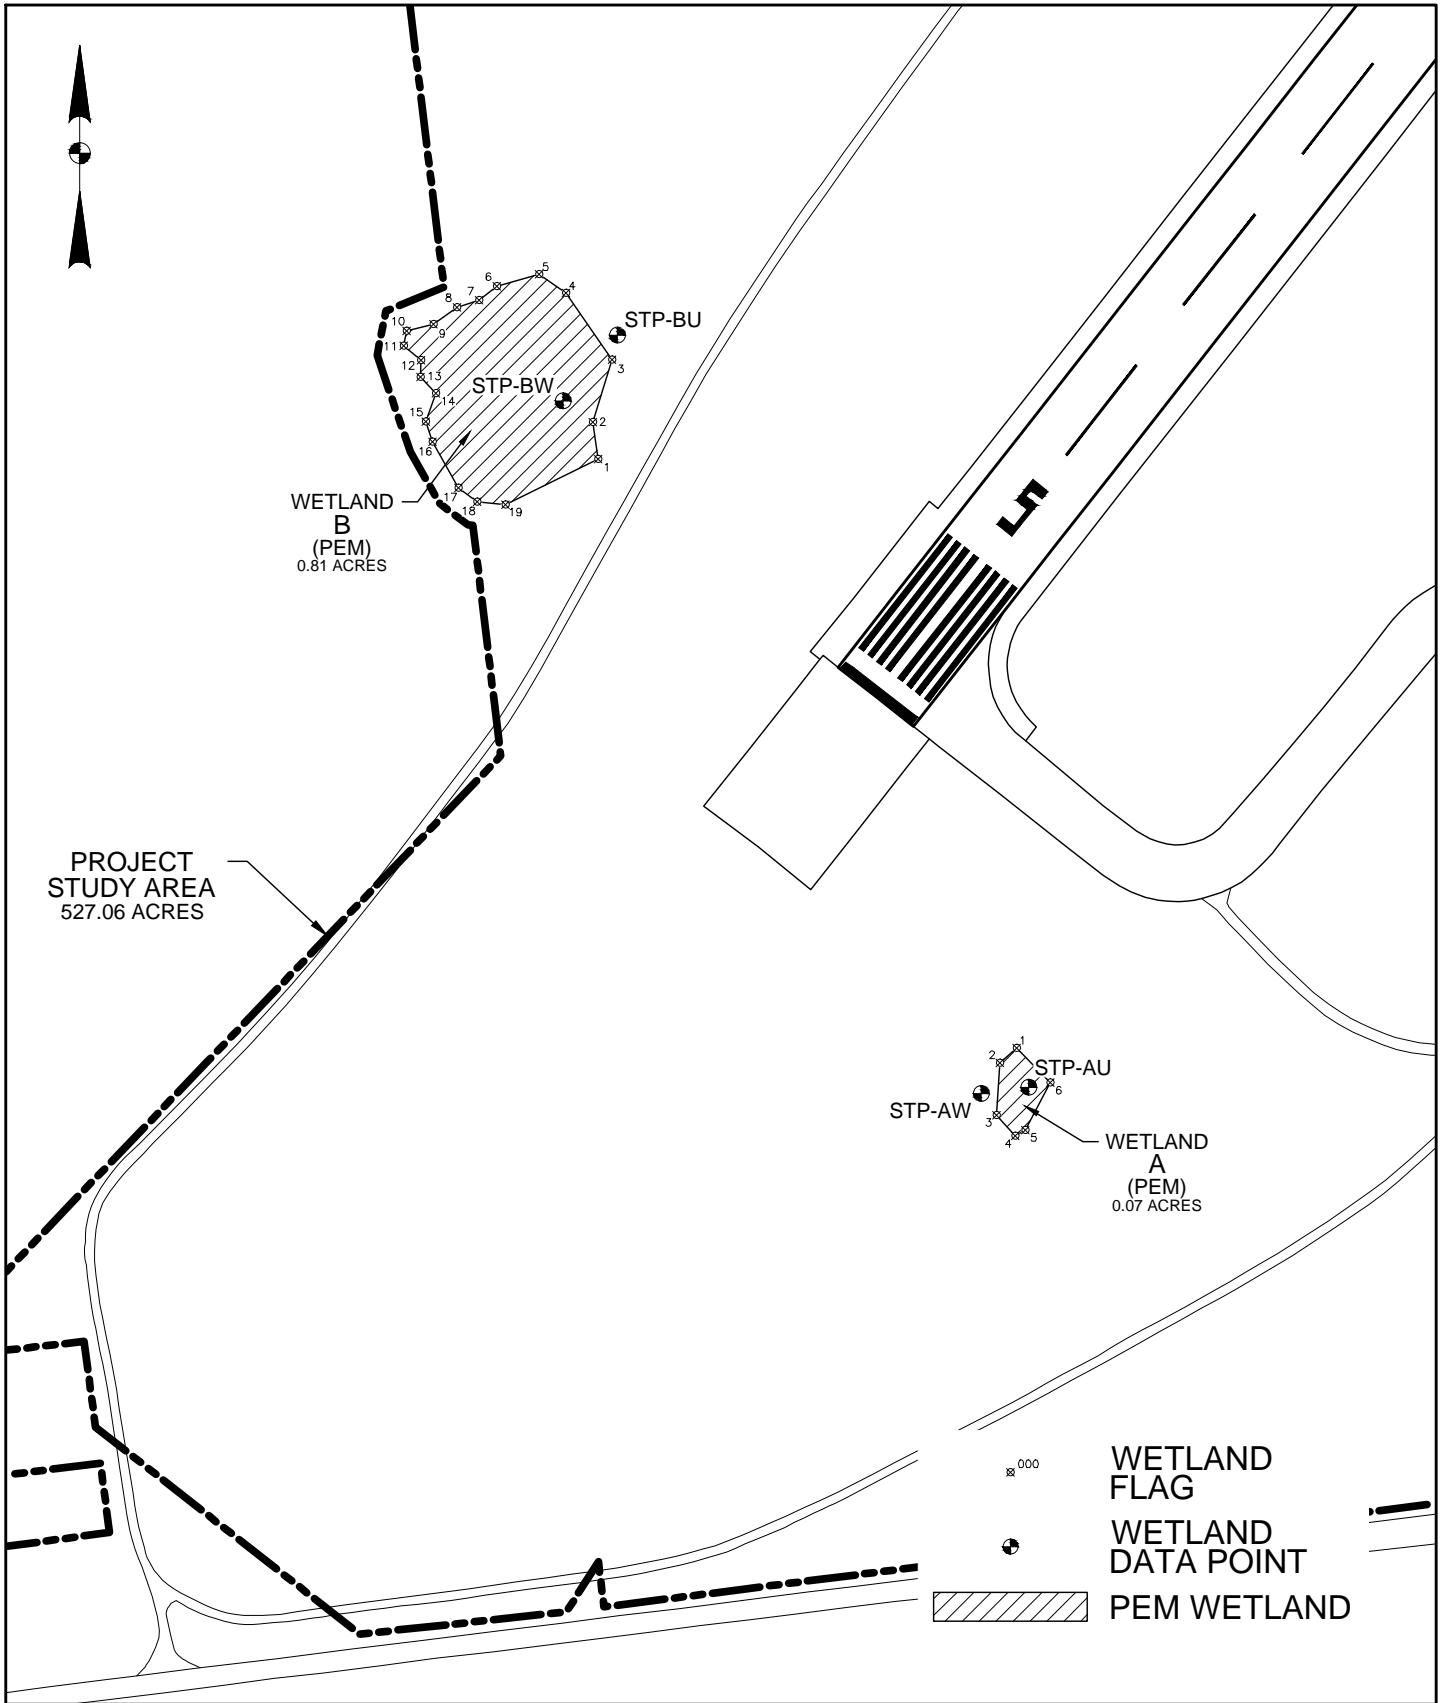 5
4
6
7
8
STP-BU
10
9
11
3
12
13
STP-BW
14
15
2
16
1
17
18
19
WETLAND
B
(PEM)
0.81 ACRES
5
PROJECT
STUDY AREA
527.06 ACRES
1
2
STP-AU
6
STP-AW
3
5
4
WETLAND
A
(PEM)
0.07 ACRES
000
WETLAND
FLAG
WETLAND
DATA POINT
PEM WETLAND